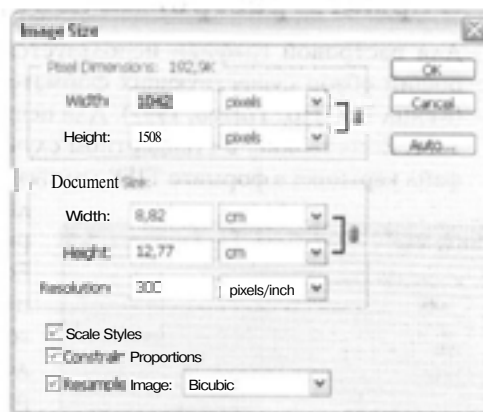 Image Size
Pixel Dimensions: 192,9K
OK
Width: 1042 pixels
Cancel
Height: 1508 pixels
Auto...
Document Size:
Width: 8,82 cm
Height: 12,77 cm
Resolution: 300 pixels/inch
Scale Styles
Constrain Proportions
Resample Image: Bicubic